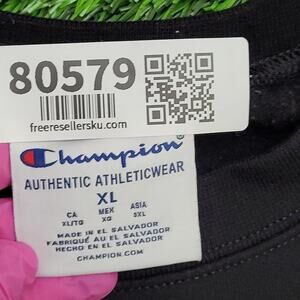 80579
freeresellersku.com
Champion
AUTHENTIC ATHLETICWEAR
XL
CA MEX ASIA
XL/TG XG 2XL
MADE IN EL SALVADOR
FABRIQUÉ AU EL SALVADOR
HECHO EN EL SALVADOR
CHAMPION.COM